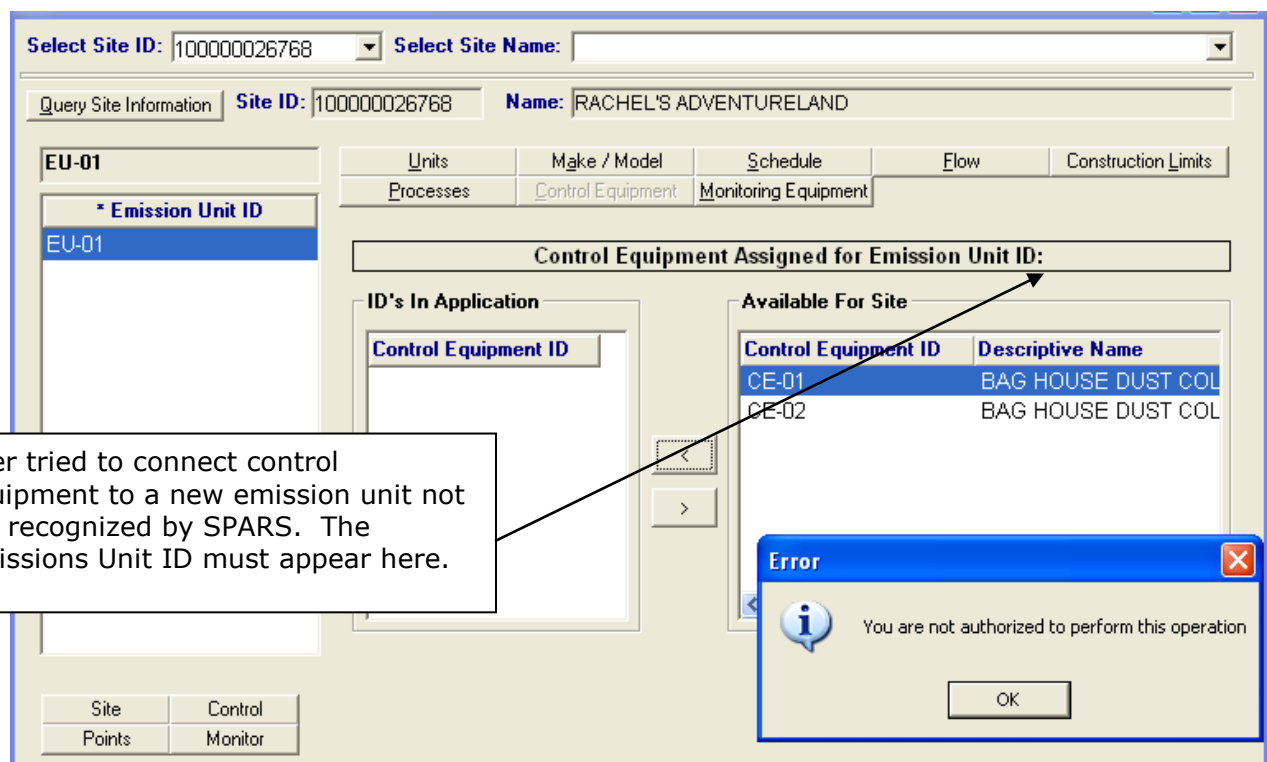 Select Site ID: 100000026768 Select Site Name:
Query Site Information Site ID: 100000026768 Name: RACHEL'S ADVENTURELAND
EU-01
Units Make / Model Schedule Flow Construction Limits
Processes Control Equipment Monitoring Equipment
* Emission Unit ID
EU-01
Control Equipment Assigned for Emission Unit ID:
ID's In Application
Control Equipment ID
Available For Site
Control Equipment ID Descriptive Name
CE-01 BAG HOUSE DUST COL
CE-02 BAG HOUSE DUST COL
<
>
er tried to connect control
uipment to a new emission unit not
recognized by SPARS. The
issions Unit ID must appear here.
Error
You are not authorized to perform this operation
OK
Site Control
Points Monitor